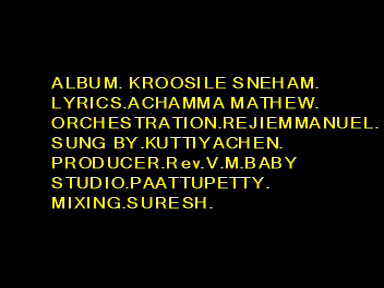 ALBUM. KROOSILE SNEHAM.
LYRICS.ACHAMMA MATHEW.
ORCHESTRATION.REJIEMMANUEL.
SUNG BY.KUTTIYACHEN.
PRODUCER.Rev.V.M.BABY
STUDIO.PAATTUPETTY.
MIXING.SURESH.